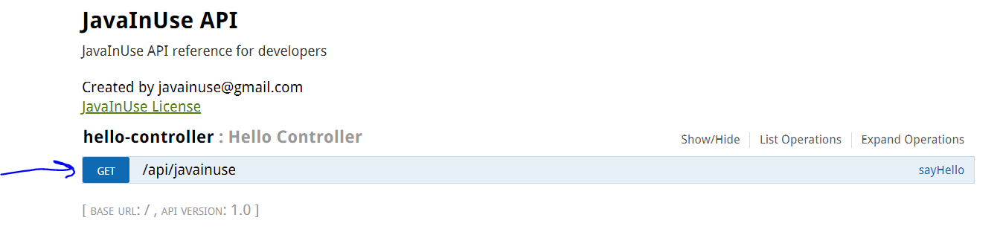 JavaInUse API
JavaInUse API reference for developers
Created by javainuse@gmail.com
JavaInUse License
hello-controller : Hello Controller
Show/Hide List Operations Expand Operations
GET /api/javainuse sayHello
[ BASE URL: / , API VERSION: 1.0 ]